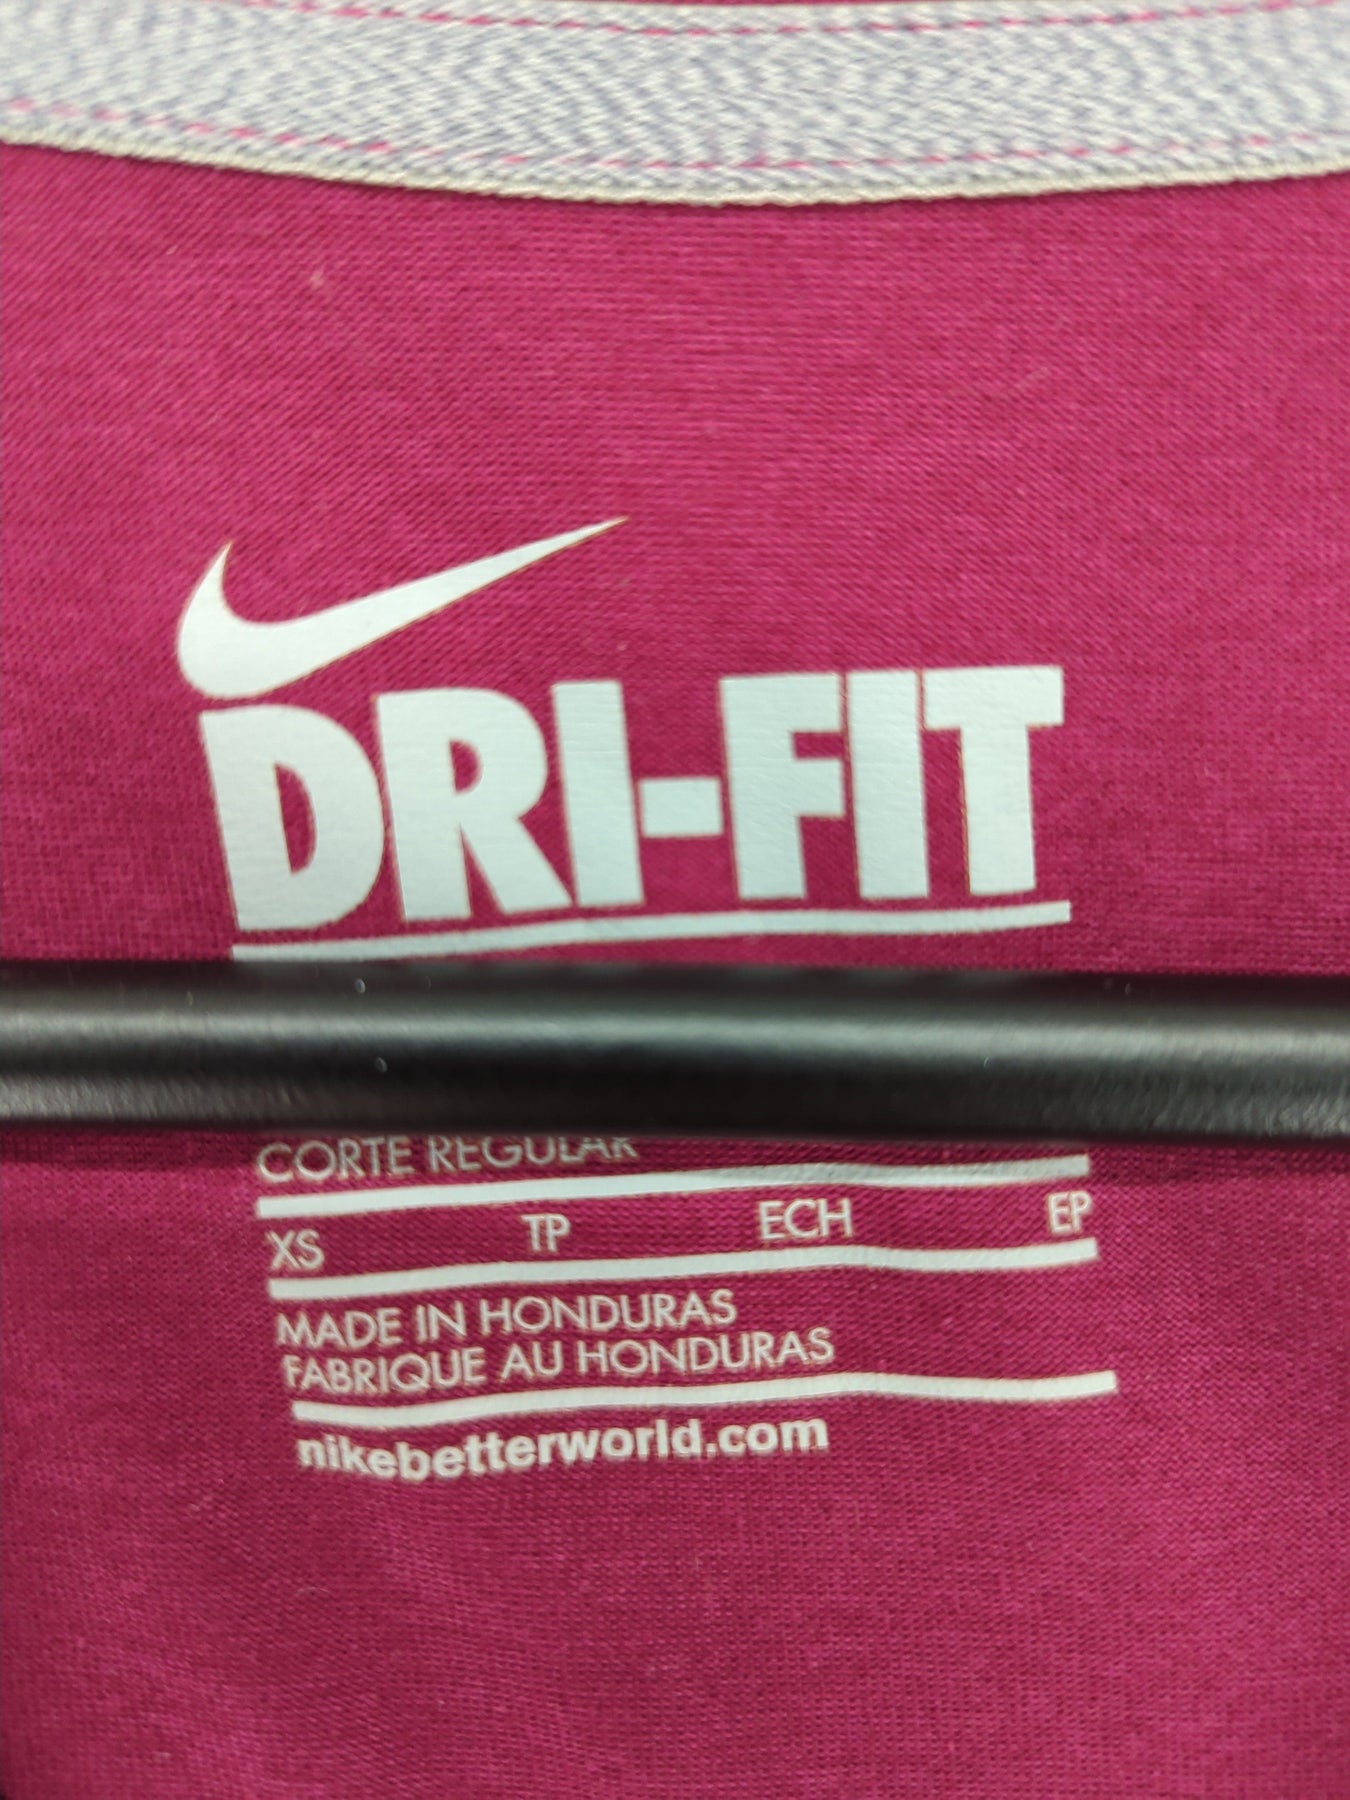 DRI-FIT
CORTE REGULAR
XS TP ECH EP
MADE IN HONDURAS
FABRIQUE AU HONDURAS
nikebetterworld.com